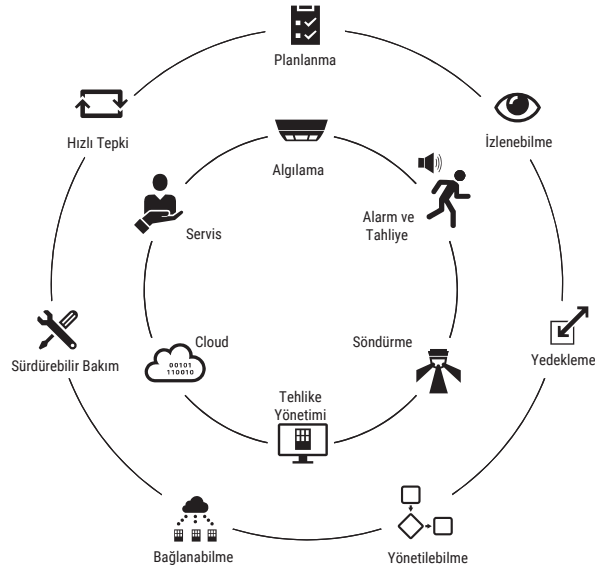 Planlanma
Hızlı Tepki
İzlenebilme
Algılama
Servis
Alarm ve
Tahliye
Cloud
00101
110010
Söndürme
Sürdürebilir Bakım
Yedekleme
Tehlike
Yönetimi
Bağlanabilme
Yönetilebilme